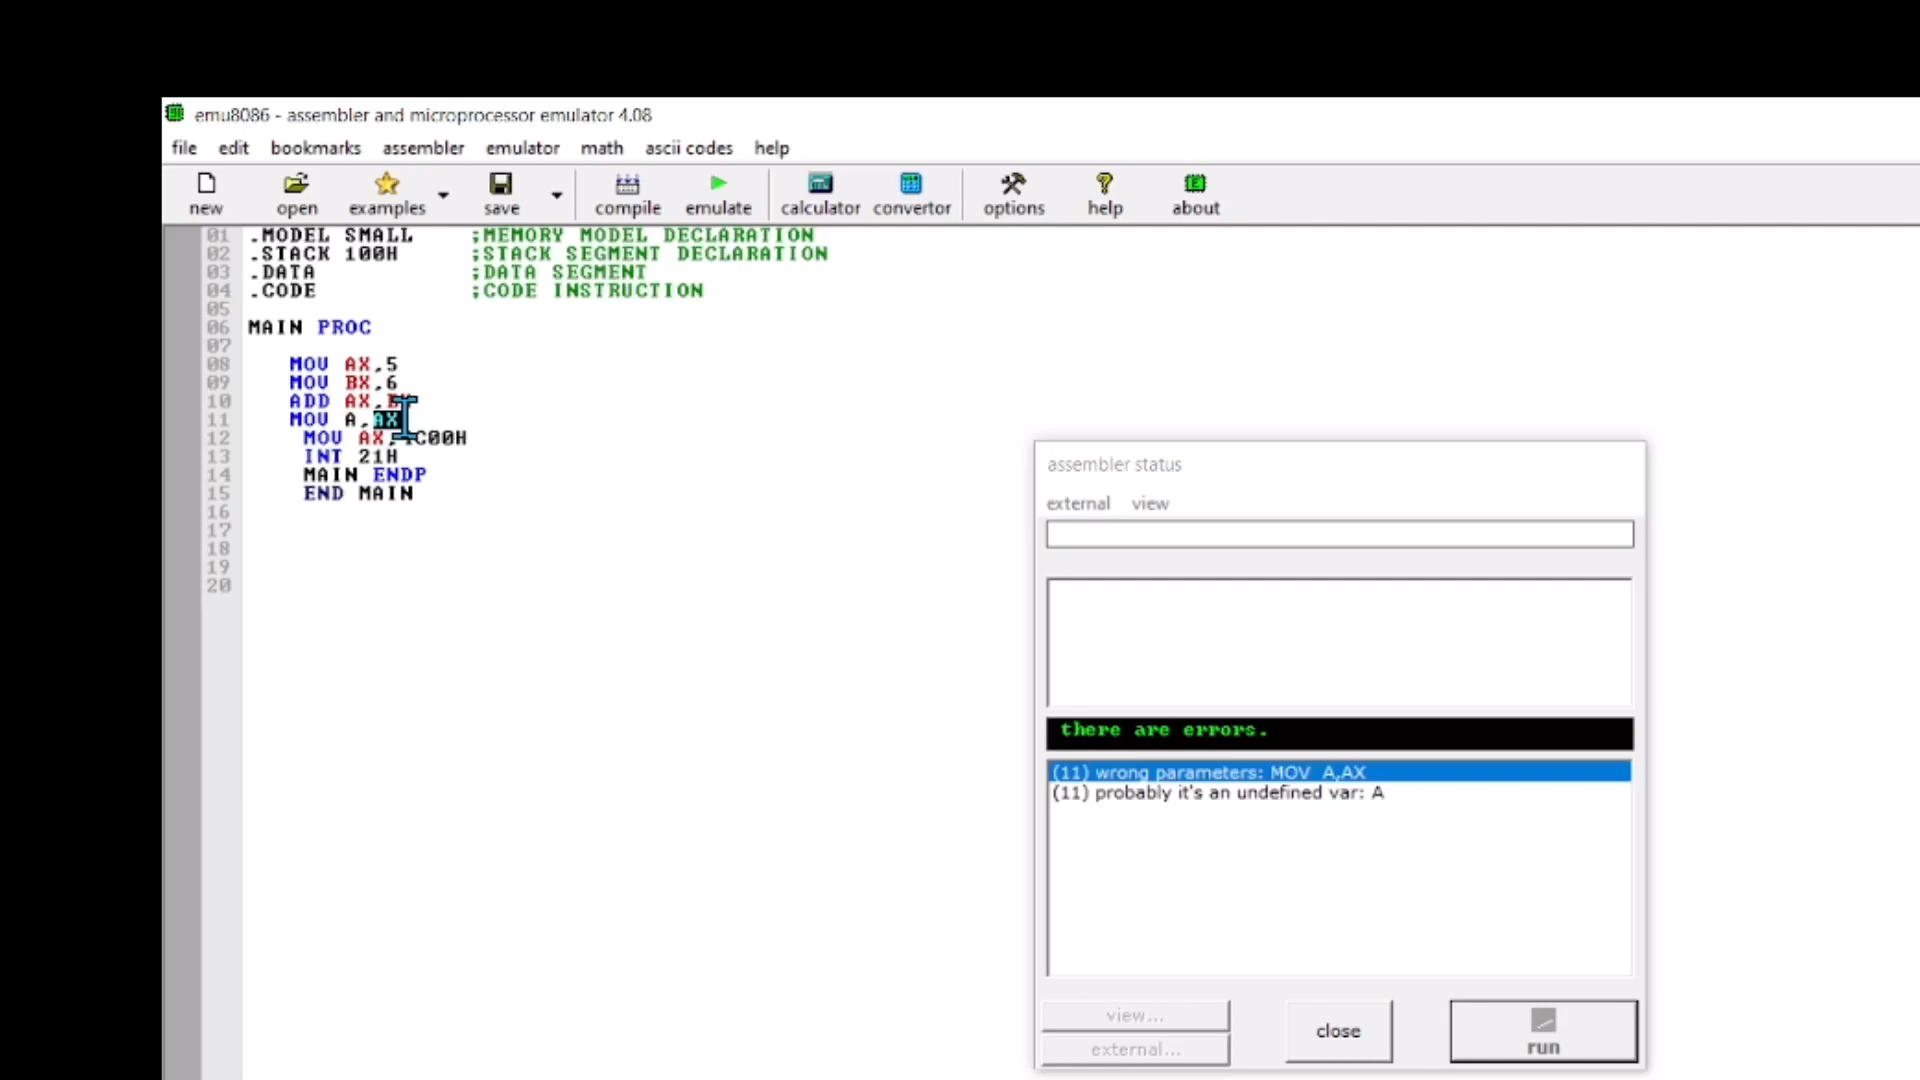 emu8086 - assembler and microprocessor emulator 4.08
file edit bookmarks assembler emulator math ascii codes help
new open examples save compile emulate calculator convertor options help about
01 .MODEL SMALL ;MEMORY MODEL DECLARATION
02 .STACK 100H ;STACK SEGMENT DECLARATION
03 .DATA ;DATA SEGMENT
04 .CODE ;CODE INSTRUCTION
05
06 MAIN PROC
07
08 MOV AX,5
09 MOV BX,6
10 ADD AX,
11 MOV A,AX
12 MOV AX, C00H
13 INT 21H
14 MAIN ENDP
15 END MAIN
16
17
18
19
20
assembler status
external view
there are errors.
(11) wrong parameters: MOV A,AX
(11) probably it's an undefined var: A
view...
external...
close
run